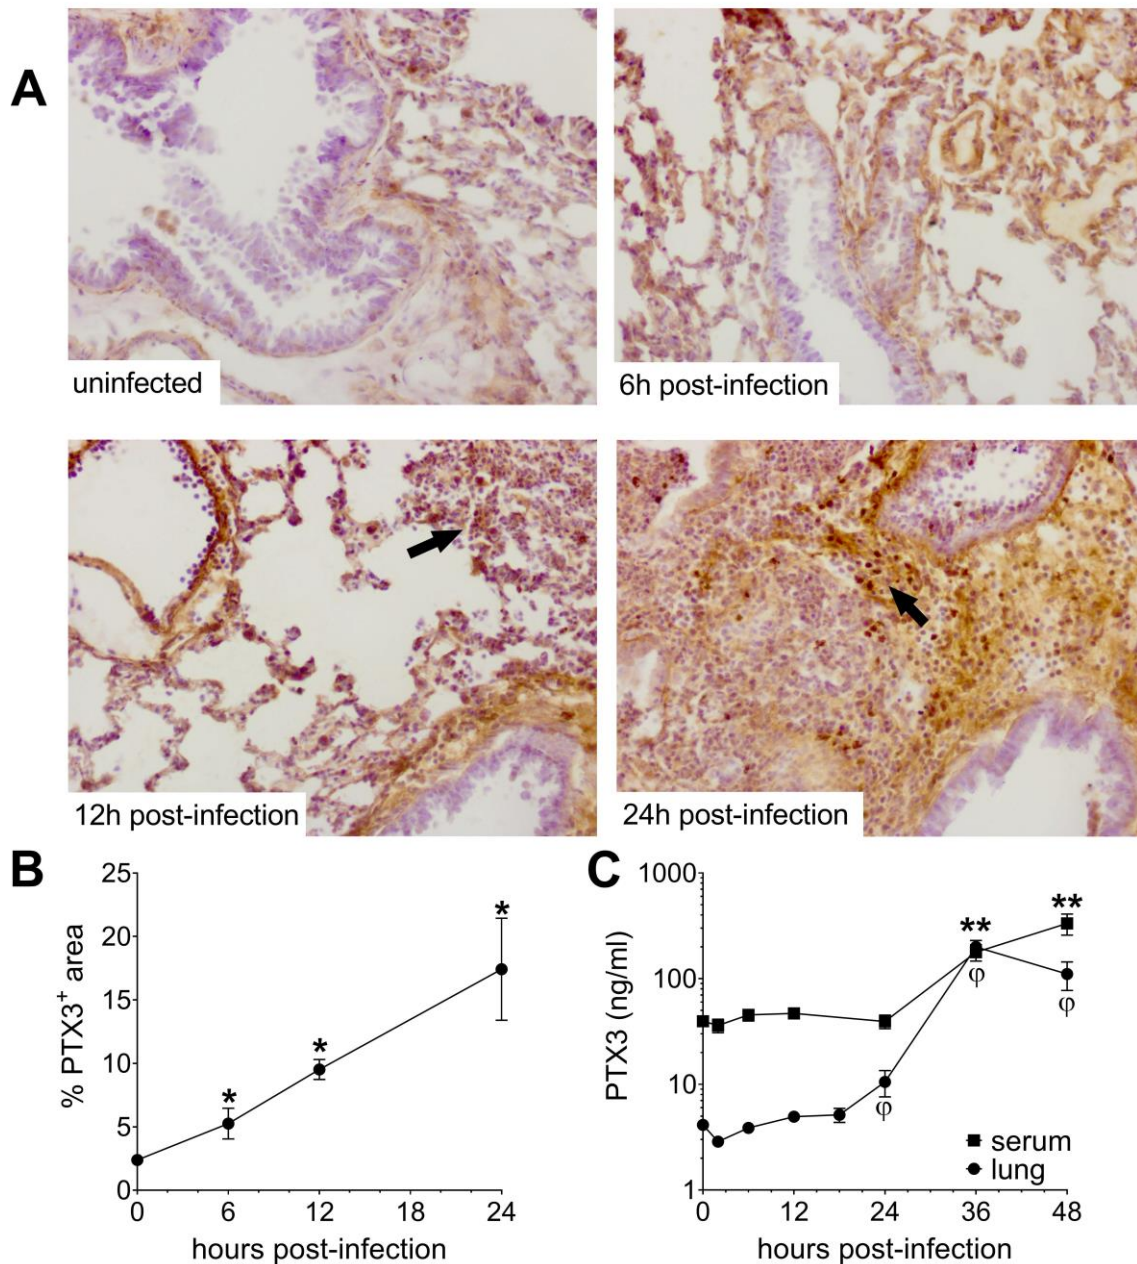 A
uninfected
6h post-infection
12h post-infection
24h post-infection
B
% PTX3+ area
25
20
15
10
5
0
* * * 
0 6 12 18 24
hours post-infection
C
PTX3 (ng/ml)
1000
100
10
1
** **
φ φ φ
serum
lung
0 12 24 36 48
hours post-infection